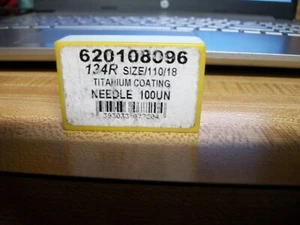 620108096
134R SIZE/110/18
TITANIUM COATING
NEEDLE 100UN